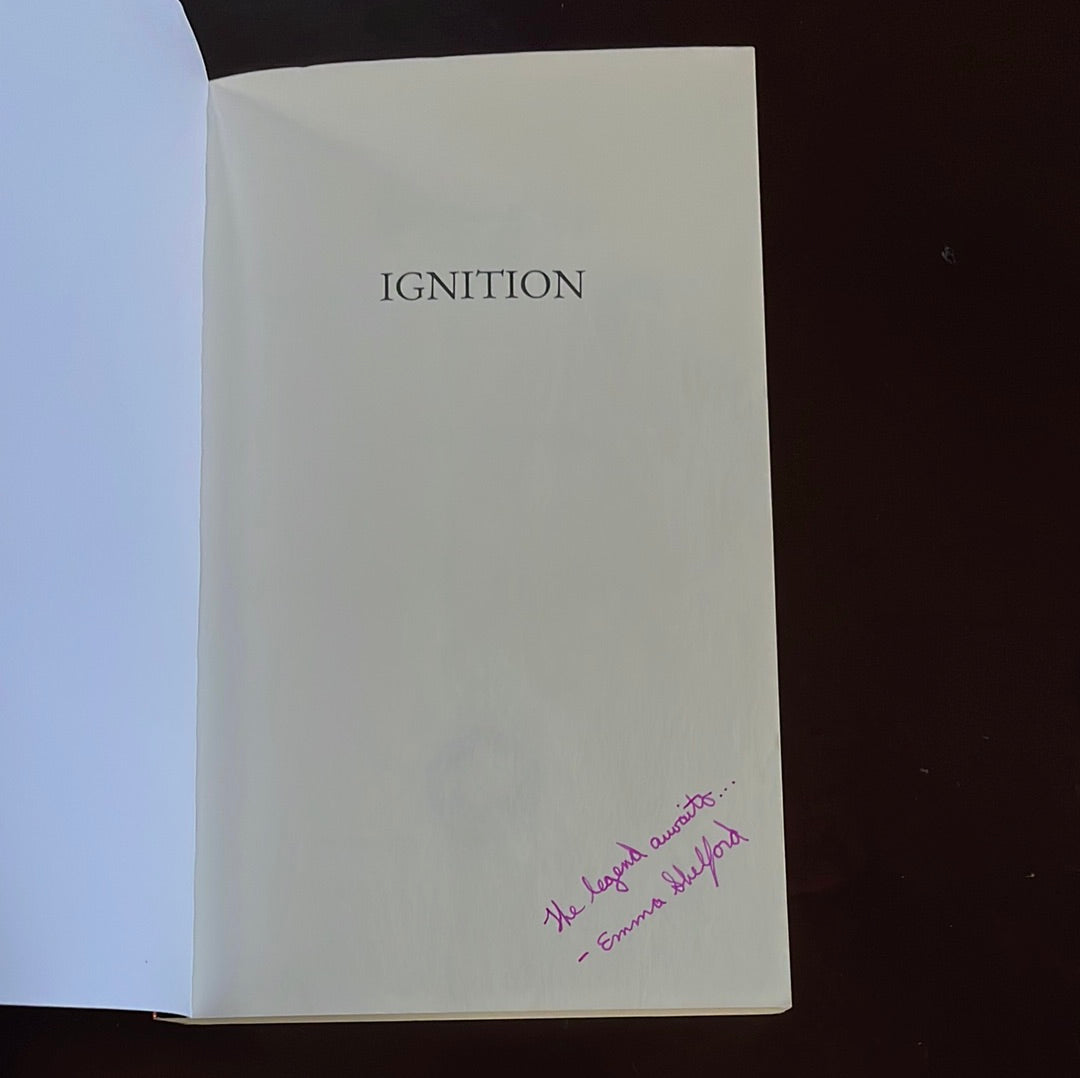 IGNITION
The legend awaits...
- Emma Shelford